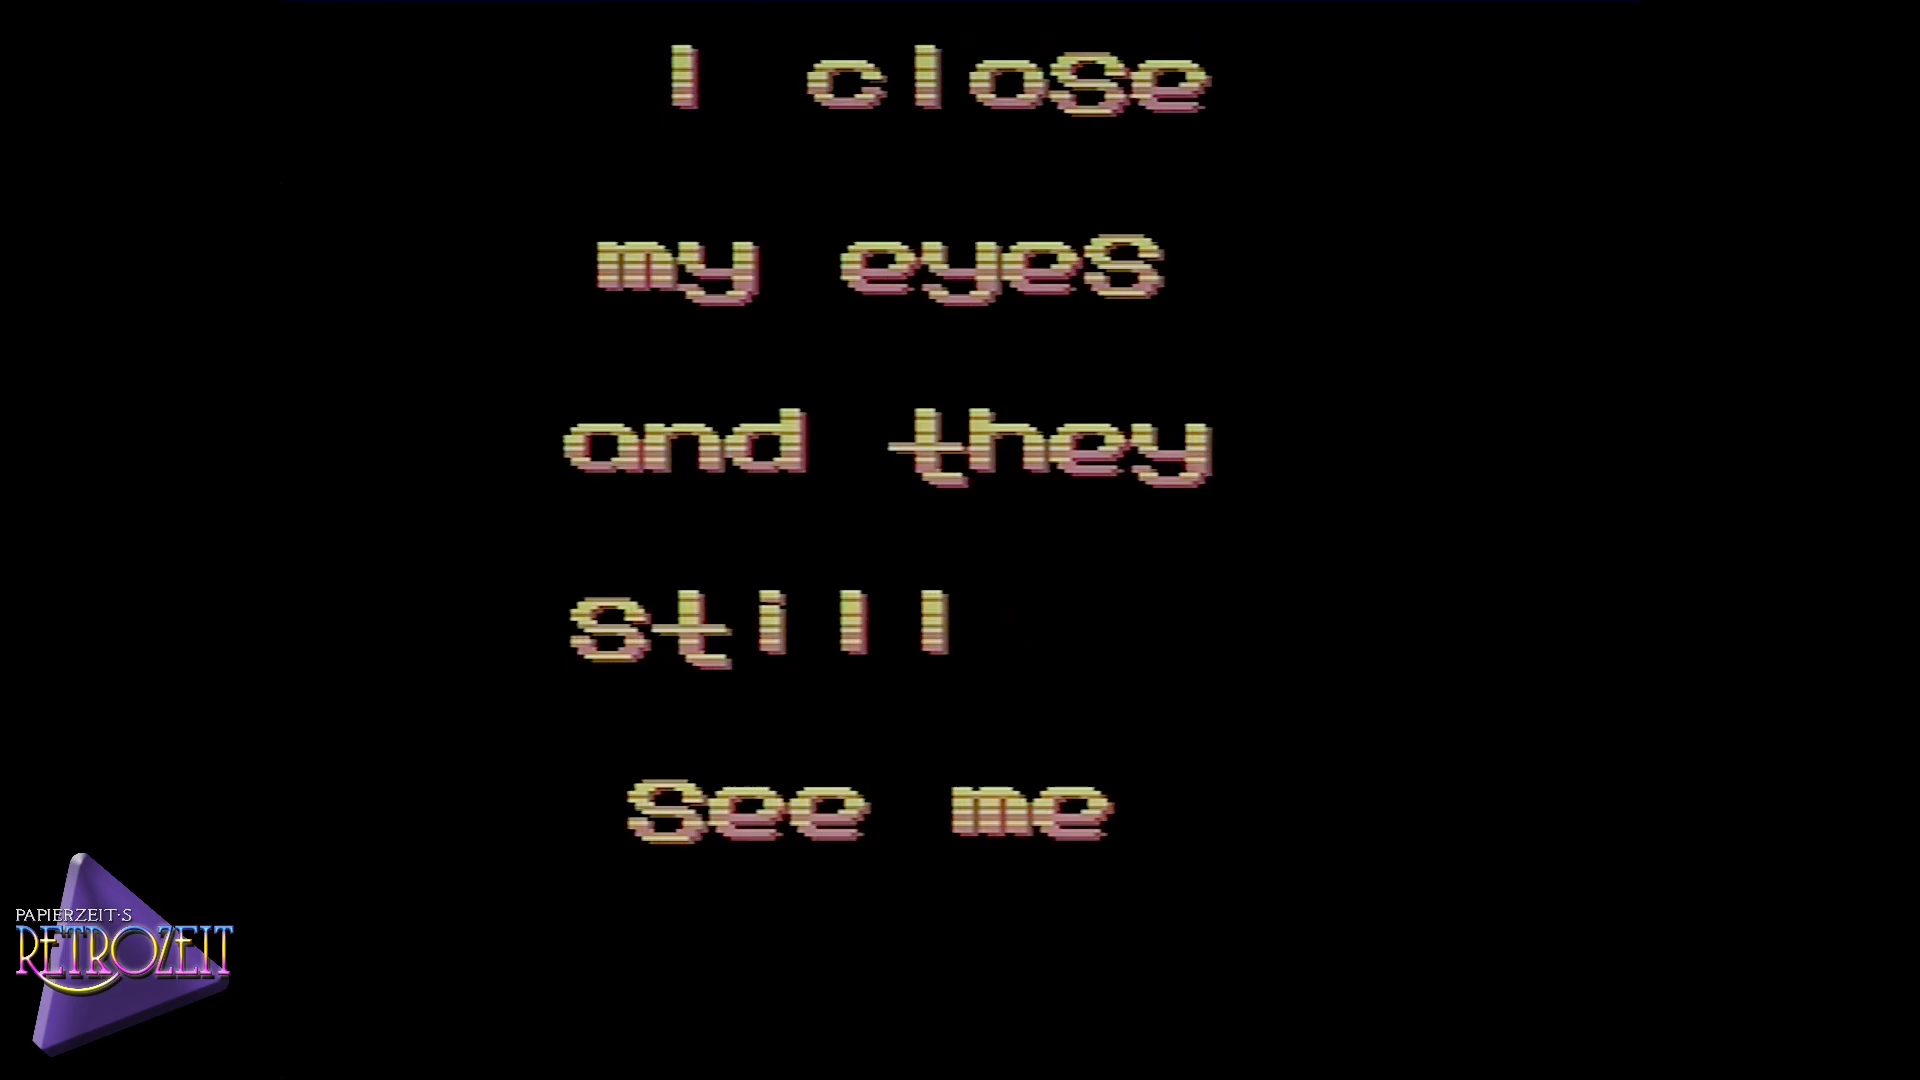 I close
my eyes
and they
still
see me
PAPIERZEIT·S
RETROZEIT